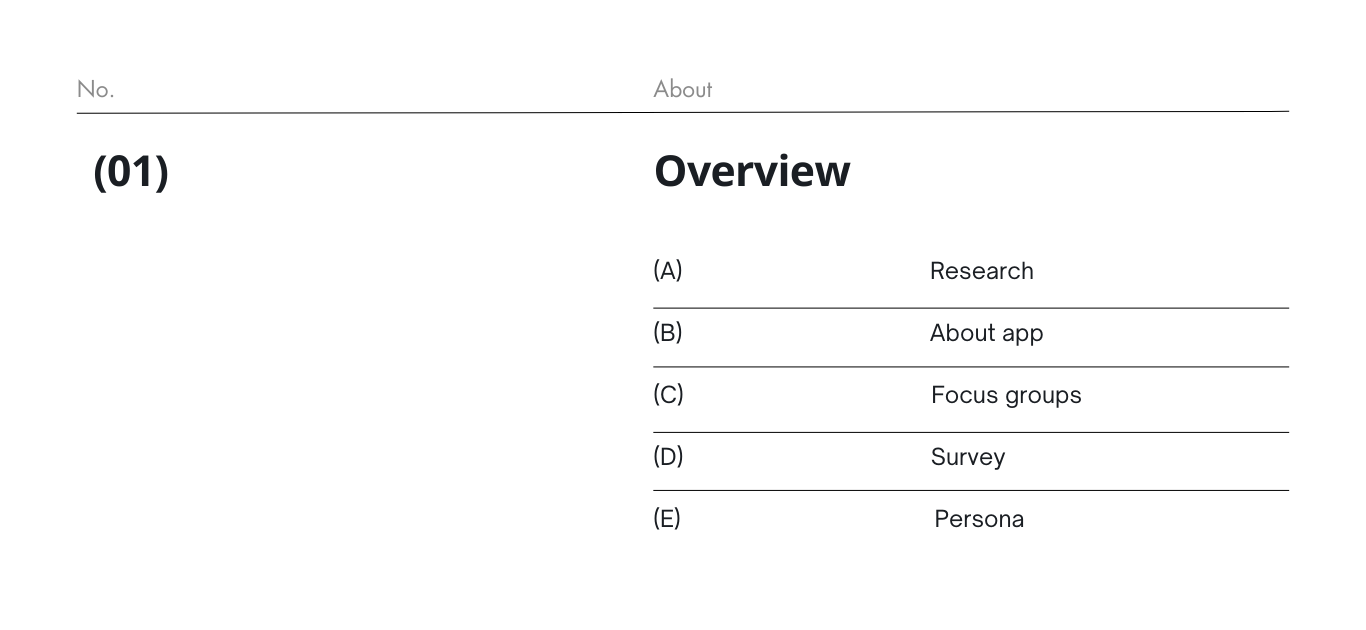 No. About
(01) Overview
(A) Research
(B) About app
(C) Focus groups
(D) Survey
(E) Persona